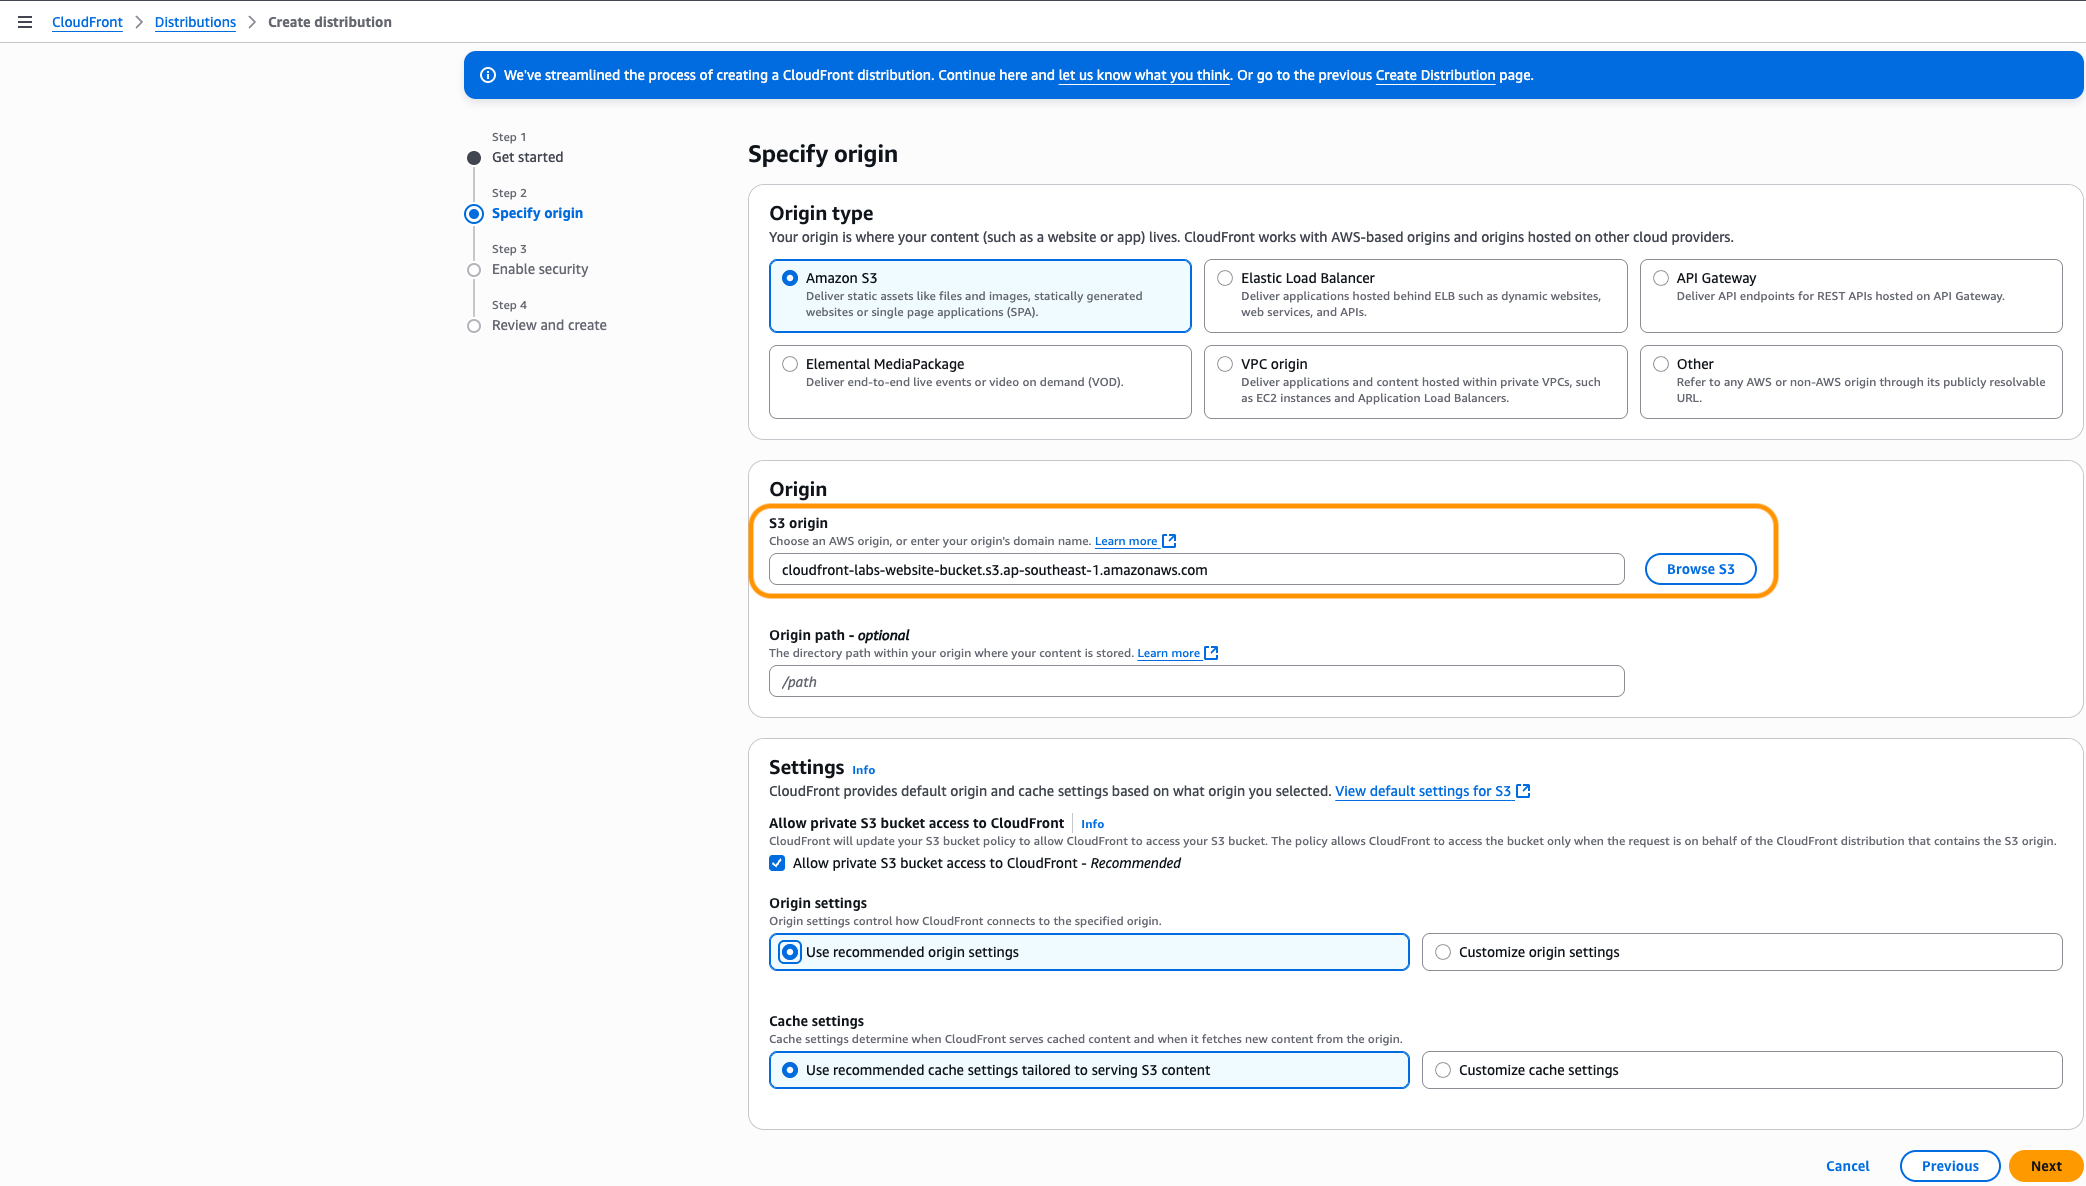 CloudFront > Distributions > Create distribution
We've streamlined the process of creating a CloudFront distribution. Continue here and let us know what you think. Or go to the previous Create Distribution page.
Step 1
Get started
Step 2
Specify origin
Step 3
Enable security
Step 4
Review and create
Specify origin
Origin type
Your origin is where your content (such as a website or app) lives. CloudFront works with AWS-based origins and origins hosted on other cloud providers.
Amazon S3
Deliver static assets like files and images, statically generated
websites or single page applications (SPA).
Elastic Load Balancer
Deliver applications hosted behind ELB such as dynamic websites,
web services, and APIs.
API Gateway
Deliver API endpoints for REST APIs hosted on API Gateway.
Elemental MediaPackage
Deliver end-to-end live events or video on demand (VOD).
VPC origin
Deliver applications and content hosted within private VPCs, such
as EC2 instances and Application Load Balancers.
Other
Refer to any AWS or non-AWS origin through its publicly resolvable
URL.
Origin
S3 origin
Choose an AWS origin, or enter your origin's domain name. Learn more
cloudfront-labs-website-bucket.s3.ap-southeast-1.amazonaws.com
Browse S3
Origin path - optional
The directory path within your origin where your content is stored. Learn more
/path
Settings Info
CloudFront provides default origin and cache settings based on what origin you selected. View default settings for S3
Allow private S3 bucket access to CloudFront | Info
CloudFront will update your S3 bucket policy to allow CloudFront to access your S3 bucket. The policy allows CloudFront to access the bucket only when the request is on behalf of the CloudFront distribution that contains the S3 origin.
Allow private S3 bucket access to CloudFront - Recommended
Origin settings
Origin settings control how CloudFront connects to the specified origin.
Use recommended origin settings
Customize origin settings
Cache settings
Cache settings determine when CloudFront serves cached content and when it fetches new content from the origin.
Use recommended cache settings tailored to serving S3 content
Customize cache settings
Cancel
Previous
Next